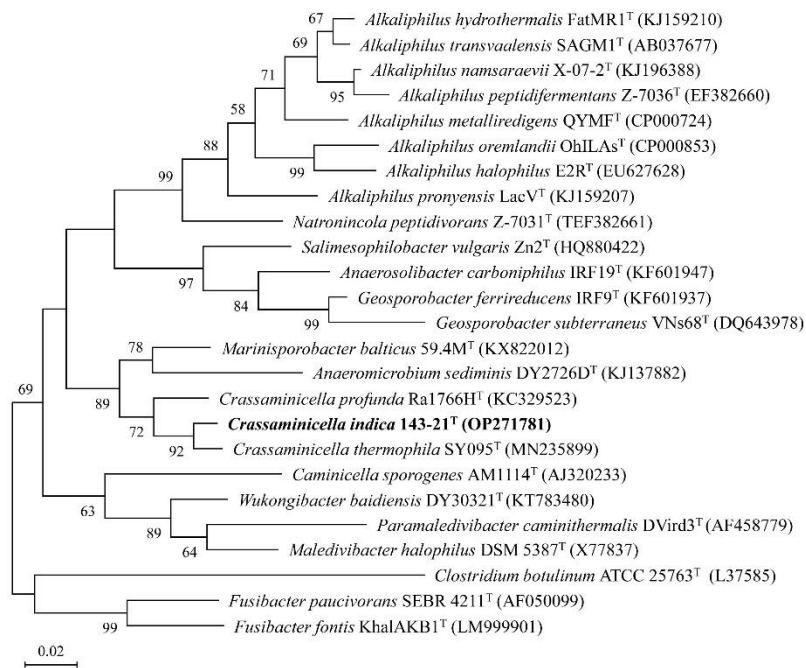 67 Alkaliphilus hydrothermalis FatMR1ᵀ (KJ159210)
69 Alkaliphilus transvaalensis SAGM1ᵀ (AB037677)
71 Alkaliphilus namsaraevii X-07-2ᵀ (KJ196388)
95 Alkaliphilus peptidifermentans Z-7036ᵀ (EF382660)
58 Alkaliphilus metalliredigens QYMFᵀ (CP000724)
88 Alkaliphilus oremlandii OhILAsᵀ (CP000853)
99 99 Alkaliphilus halophilus E2Rᵀ (EU627628)
Alkaliphilus pronyensis LacVᵀ (KJ159207)
Natronincola peptidivorans Z-7031ᵀ (TEF382661)
Salimesophilobacter vulgaris Zn2ᵀ (HQ880422)
97 Anaerosolibacter carboniphilus IRF19ᵀ (KF601947)
84 Geosporobacter ferrireducens IRF9ᵀ (KF601937)
99 Geosporobacter subterraneus VNs68ᵀ (DQ643978)
78 Marinisporobacter balticus 59.4Mᵀ (KX822012)
69 Anaeromicrobium sediminis DY2726Dᵀ (KJ137882)
89 Crassaminicella profunda Ra1766Hᵀ (KC329523)
72 Crassaminicella indica 143-21ᵀ (OP271781)
92 Crassaminicella thermophila SY095ᵀ (MN235899)
Caminicella sporogenes AM1114ᵀ (AJ320233)
63 Wukongibacter baidiensis DY30321ᵀ (KT783480)
89 Paramaledivibacter caminithermalis DVird3ᵀ (AF458779)
64 Maledivibacter halophilus DSM 5387ᵀ (X77837)
Clostridium botulinum ATCC 25763ᵀ (L37585)
Fusibacter paucivorans SEBR 4211ᵀ (AF050099)
99 Fusibacter fontis KhalAKB1ᵀ (LM999901)
0.02